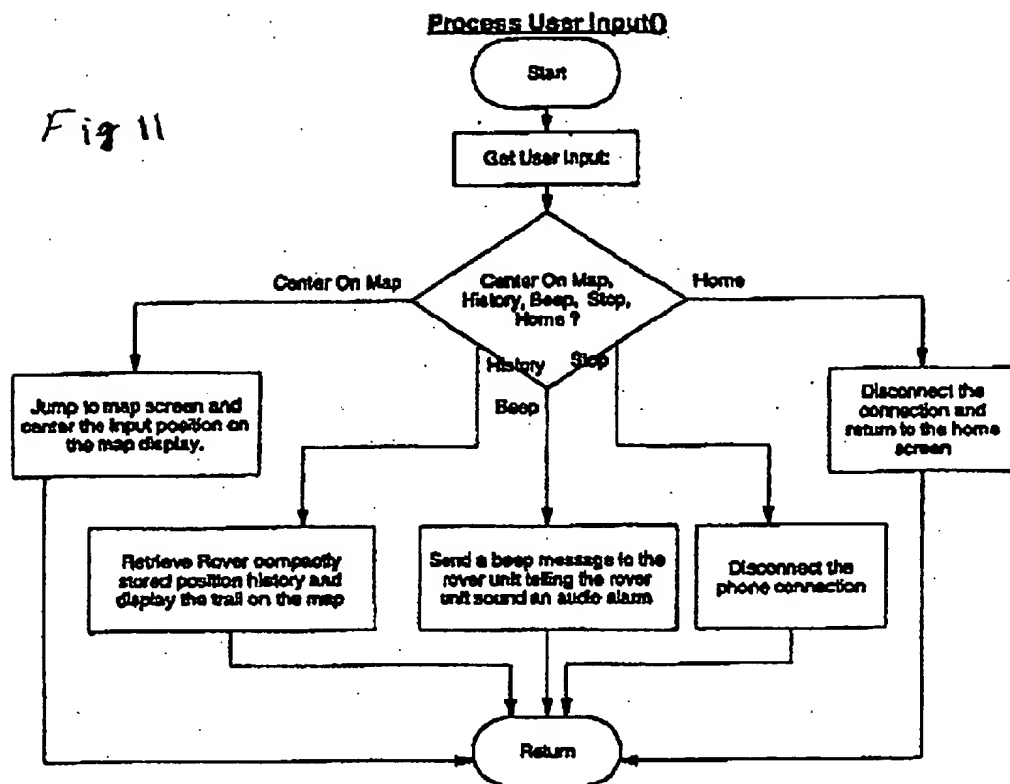 Process User Input()
Start
Fig 11
Get User Input:
Center On Map
Center On Map,
History, Beep, Stop,
Home ?
Home
History
Stop
Beep
Jump to map screen and
center the input position on
the map display.
Disconnect the
connection and
return to the home
screen
Retrieve Rover compactly
stored position history and
display the trail on the map
Send a beep message to the
rover unit telling the rover
unit sound an audio alarm
Disconnect the
phone connection
Return